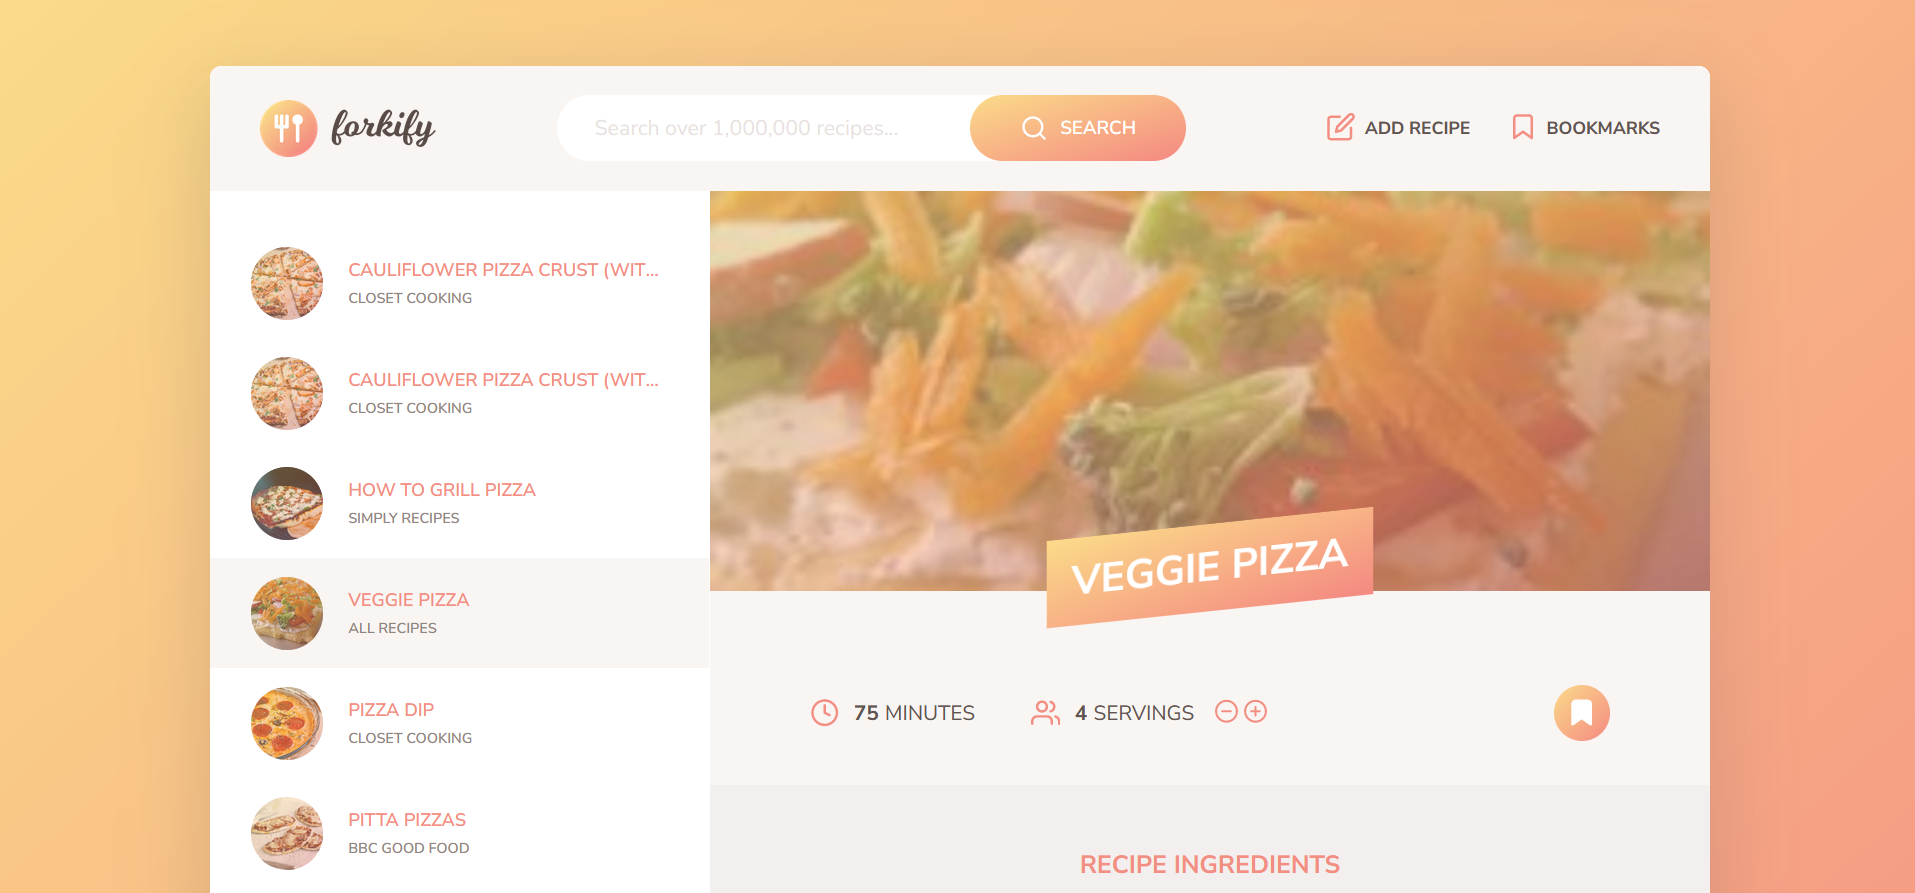 forkify
Search over 1,000,000 recipes...
SEARCH
ADD RECIPE
BOOKMARKS
CAULIFLOWER PIZZA CRUST (WIT...
CLOSET COOKING
CAULIFLOWER PIZZA CRUST (WIT...
CLOSET COOKING
HOW TO GRILL PIZZA
SIMPLY RECIPES
VEGGIE PIZZA
ALL RECIPES
PIZZA DIP
CLOSET COOKING
PITTA PIZZAS
BBC GOOD FOOD
VEGGIE PIZZA
75 MINUTES
4 SERVINGS
RECIPE INGREDIENTS